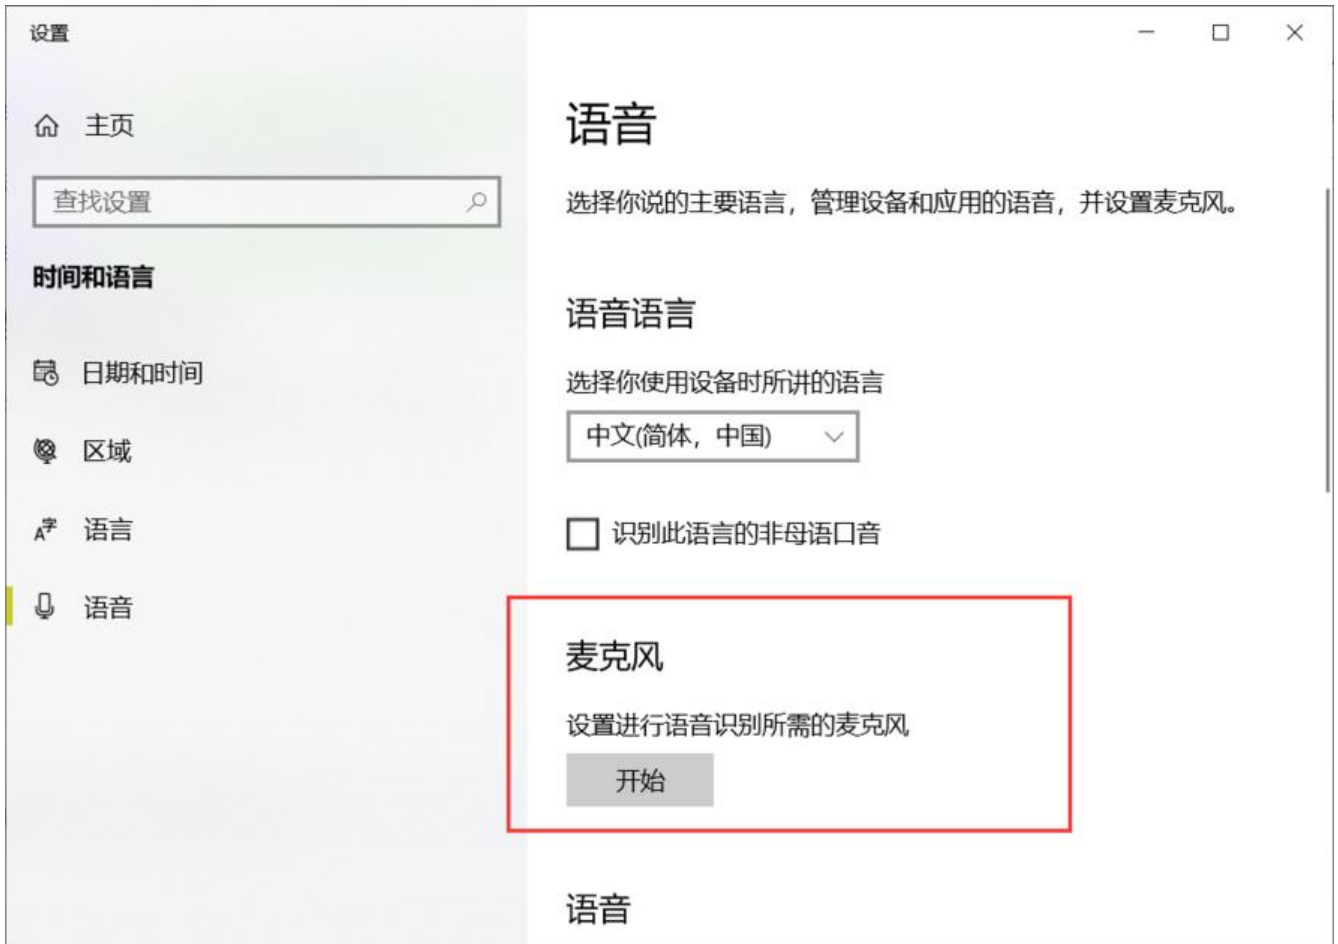 设置
主页
查找设置
时间和语言
日期和时间
区域
语言
语音
语音
选择你说的主要语言，管理设备和应用的语音，并设置麦克风。
语音语言
选择你使用设备时所讲的语言
中文(简体，中国)
识别此语言的非母语口音
麦克风
设置进行语音识别所需的麦克风
开始
语音